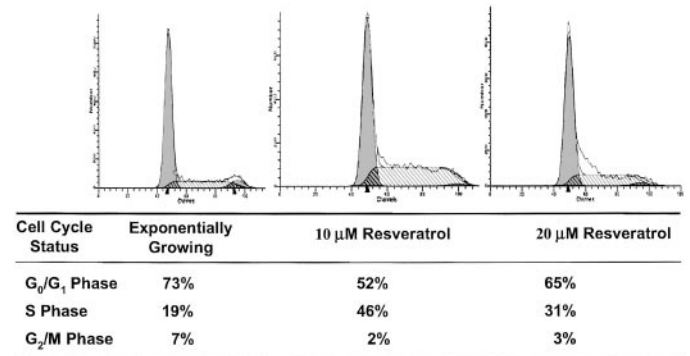 Channels
Cell Cycle Status Exponentially Growing 10 μM Resveratrol 20 μM Resveratrol
G₀/G₁ Phase 73% 52% 65%
S Phase 19% 46% 31%
G₂/M Phase 7% 2% 3%